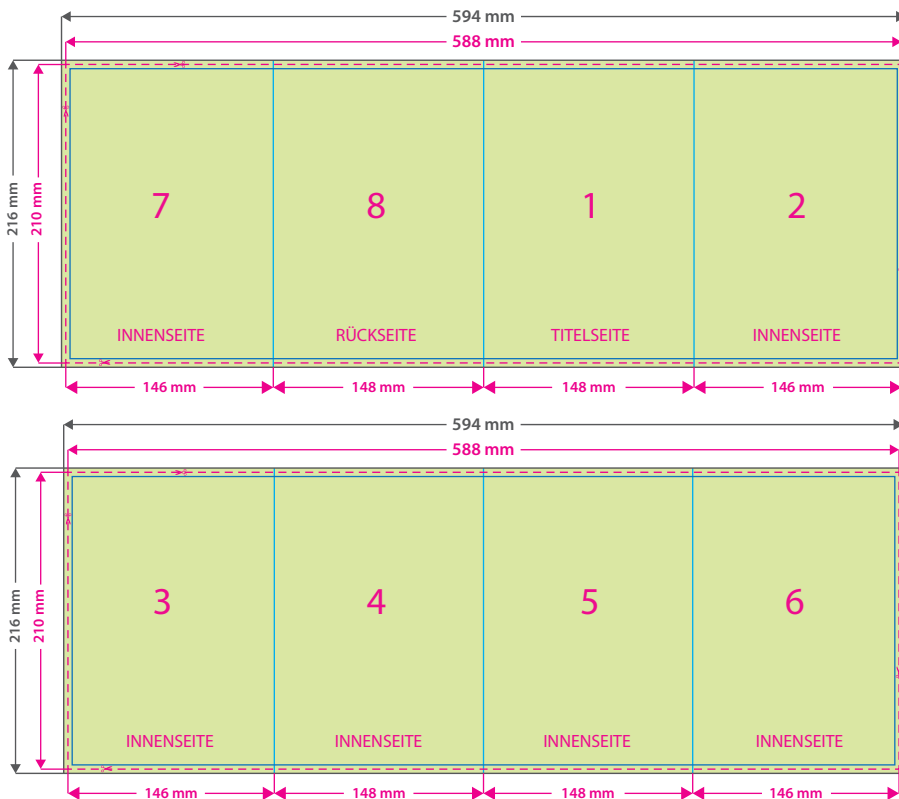 594 mm
588 mm
216 mm
210 mm
7
8
1
2
INNENSEITE
RÜCKSEITE
TITELSEITE
INNENSEITE
146 mm
148 mm
148 mm
146 mm
594 mm
588 mm
216 mm
210 mm
3
4
5
6
INNENSEITE
INNENSEITE
INNENSEITE
INNENSEITE
146 mm
148 mm
148 mm
146 mm